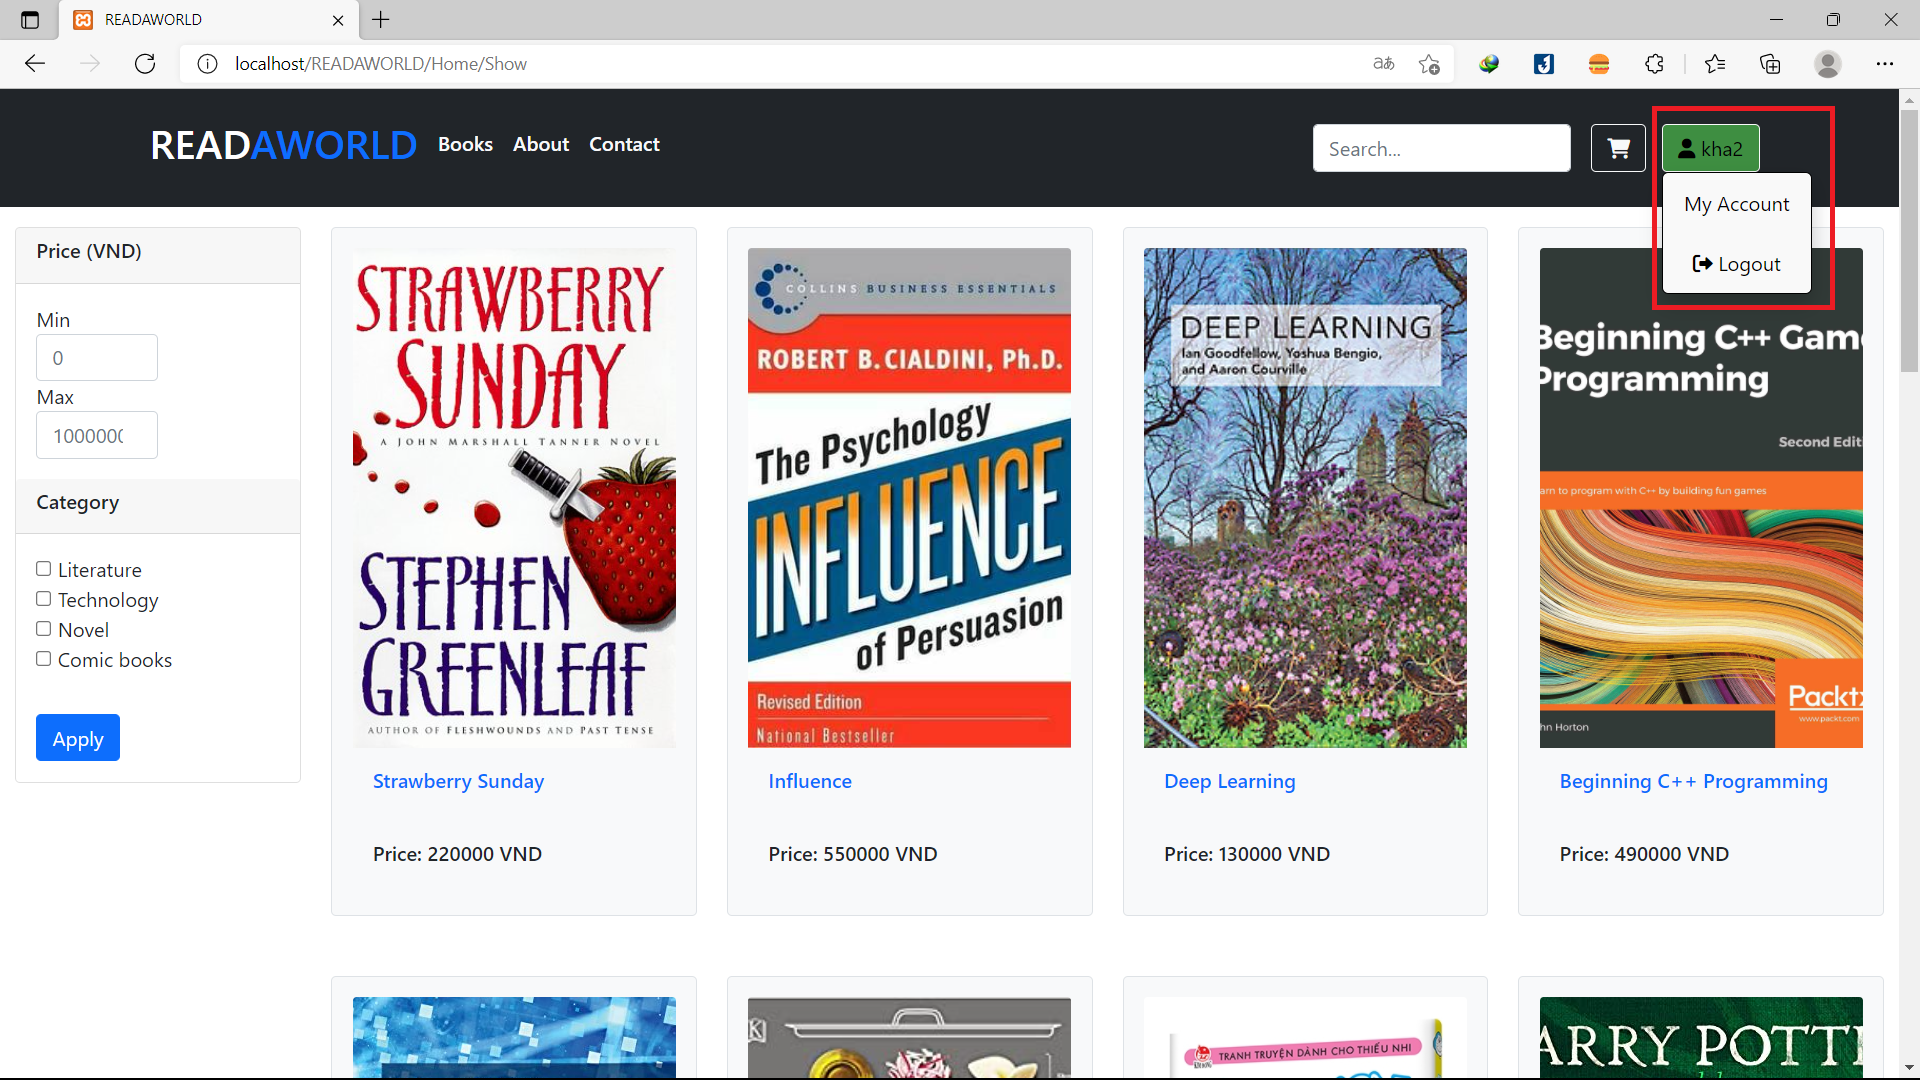 READAWORLD
localhost/READAWORLD/Home/Show
READAWORLD
Books
About
Contact
Search...
kha2
My Account
Logout
Price (VND)
Min
0
Max
1000000
Category
Literature
Technology
Novel
Comic books
Apply
STRAWBERRY
SUNDAY
A JOHN MARSHALL TANNER NOVEL
STEPHEN
GREENLEAF
AUTHOR OF FLESHWOUNDS AND PAST TENSE
Strawberry Sunday
Price: 220000 VND
COLLINS BUSINESS ESSENTIALS
ROBERT B. CIALDINI, Ph.D.
The Psychology
INFLUENCE
of Persuasion
Revised Edition
National Bestseller
Influence
Price: 550000 VND
DEEP LEARNING
Ian Goodfellow, Yoshua Bengio,
and Aaron Courville
Deep Learning
Price: 130000 VND
Beginning C++ Gam
Programming
Second Edit
arn to program with C++ by building fun games
Packt
www.packt.com
hn Horton
Beginning C++ Programming
Price: 490000 VND
TRANH TRUYỆN DÀNH CHO THIẾU NHI
ARRY POTT